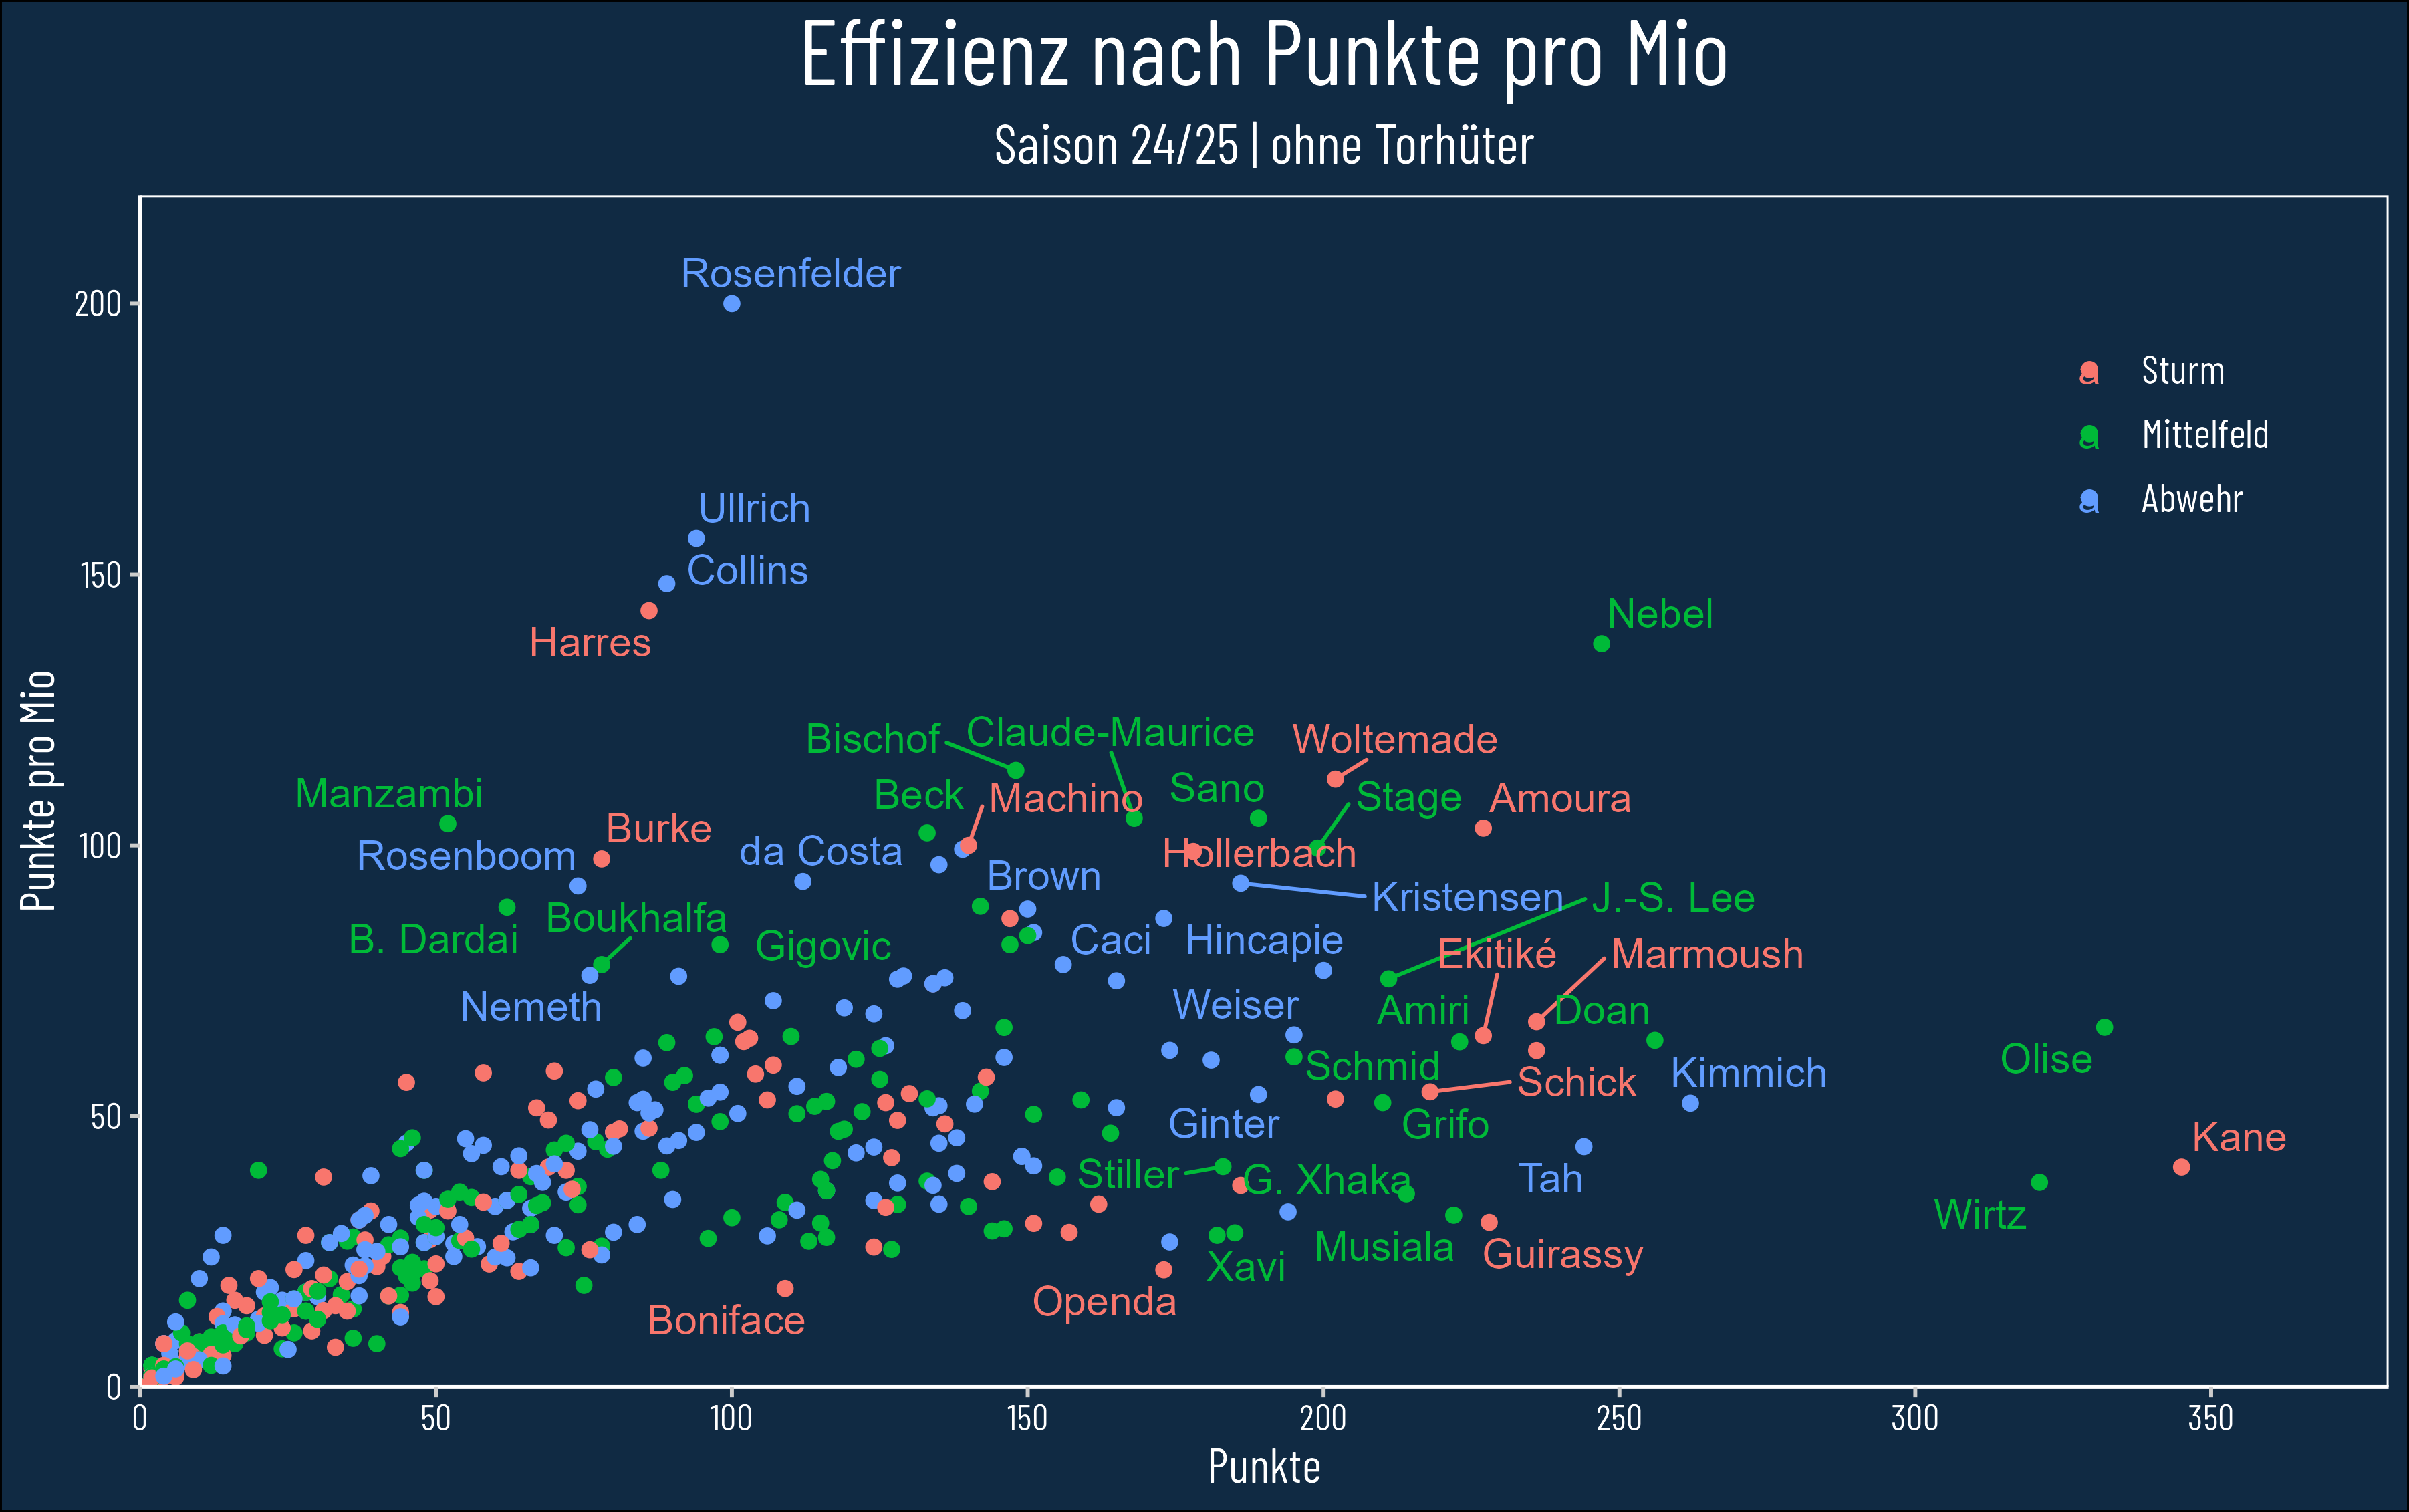 Effizienz nach Punkte pro Mio
Saison 24/25 | ohne Torhüter
Punkte pro Mio
200
150
100
50
0
0
50
100
150
200
250
300
350
Punkte
a Sturm
a Mittelfeld
a Abwehr
Rosenfelder
Ullrich
Collins
Harres
Nebel
Bischof
Claude-Maurice
Woltemade
Manzambi
Beck
Machino
Sano
Stage
Amoura
Burke
Rosenboom
da Costa
Hollerbach
Brown
Kristensen
J.-S. Lee
B. Dardai
Boukhalfa
Gigovic
Caci
Hincapie
Ekitiké
Marmoush
Nemeth
Weiser
Amiri
Doan
Schmid
Schick
Kimmich
Olise
Ginter
Grifo
Kane
Stiller
G. Xhaka
Tah
Wirtz
Xavi
Musiala
Guirassy
Openda
Boniface